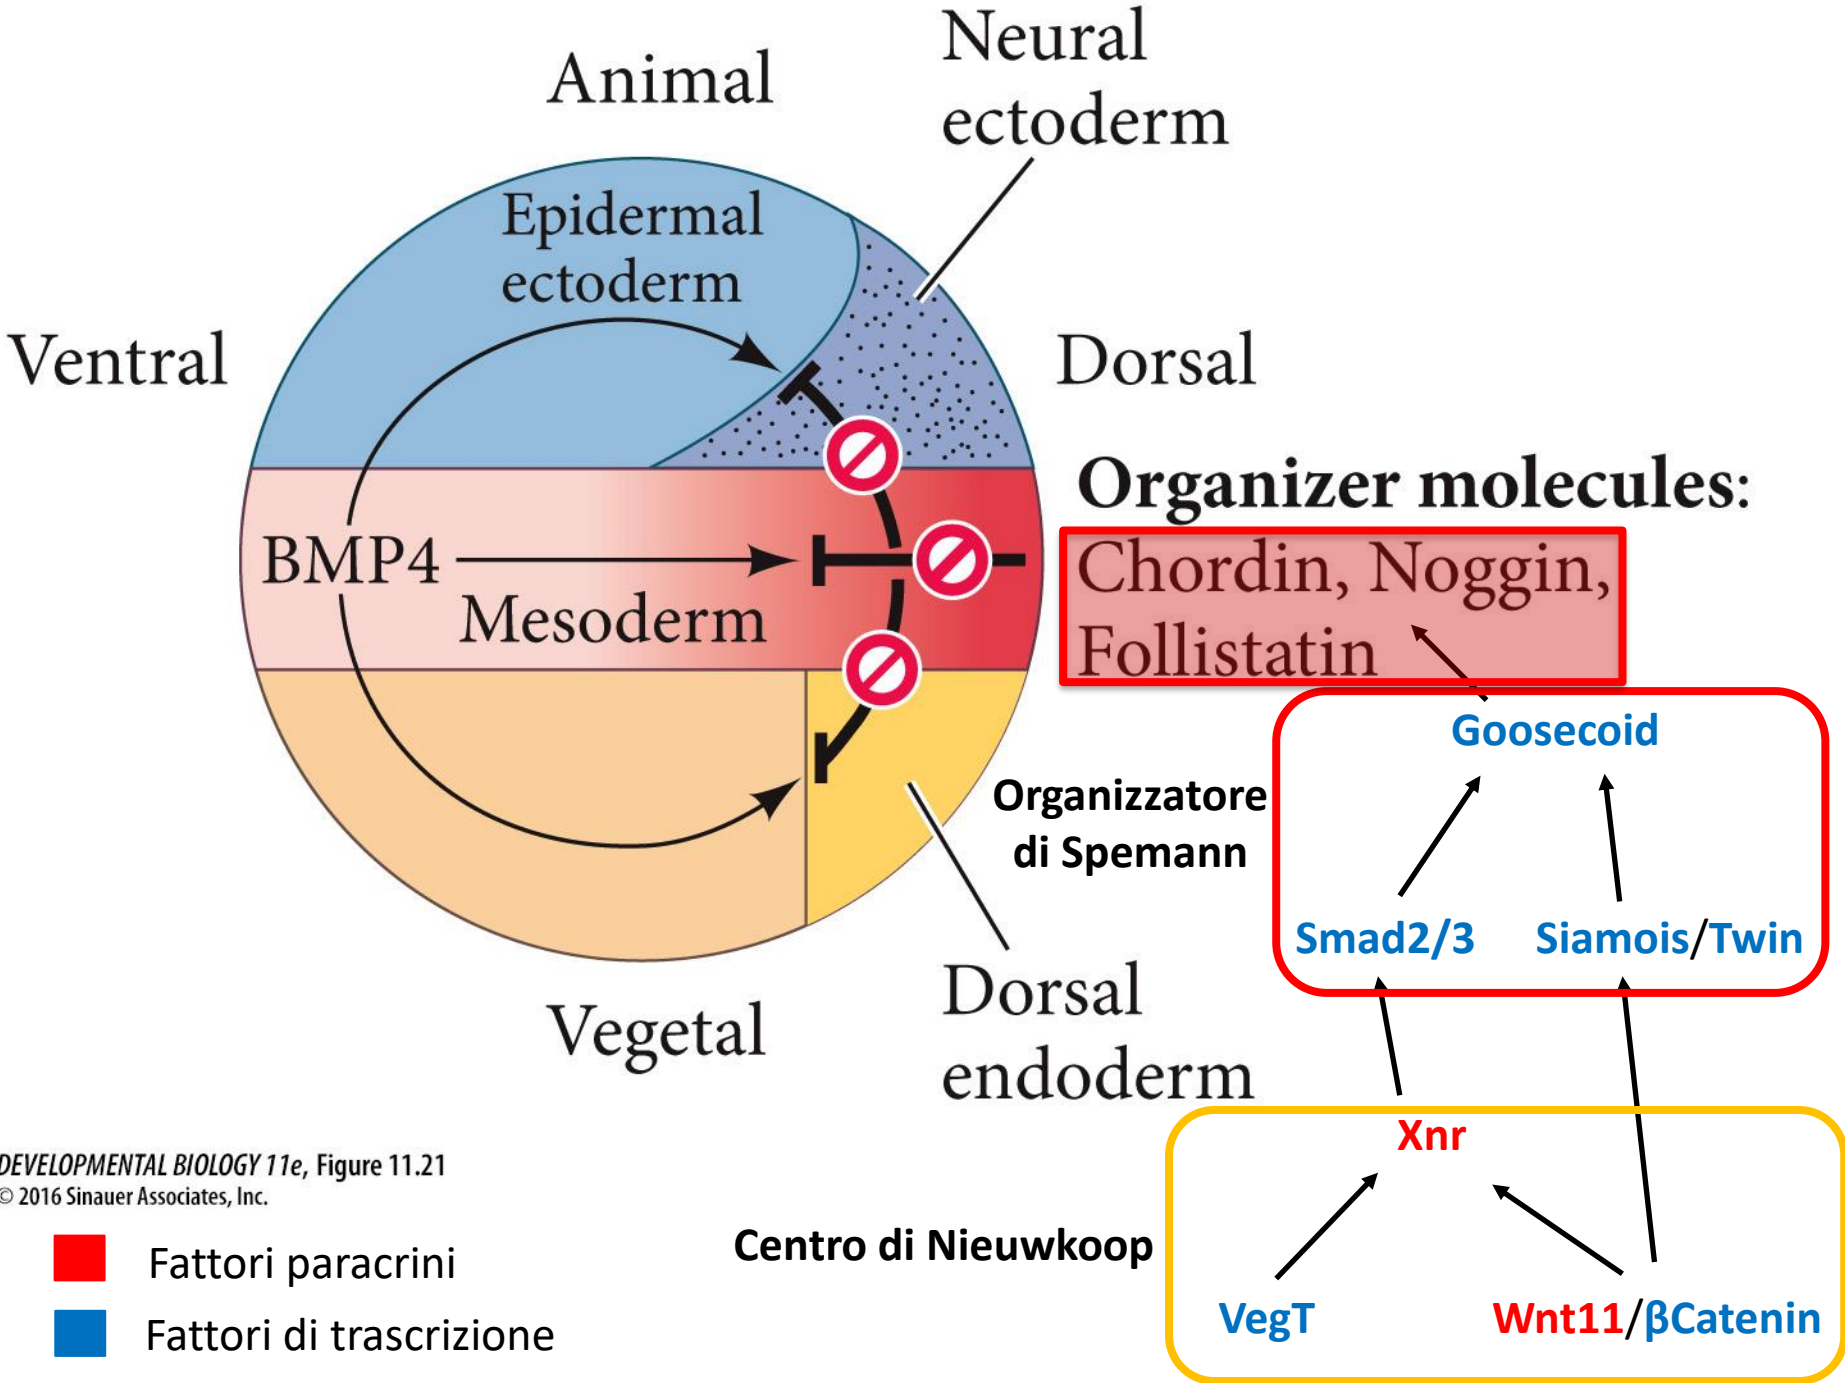 Animal
Neural
ectoderm
Epidermal
ectoderm
Ventral
Dorsal
Organizer molecules:
BMP4
Chordin, Noggin,
Follistatin
Mesoderm
Goosecoid
Organizzatore
di Spemann
Smad2/3
Siamois/Twin
Vegetal
Dorsal
endoderm
Xnr
DEVELOPMENTAL BIOLOGY 11e, Figure 11.21
© 2016 Sinauer Associates, Inc.
Centro di Nieuwkoop
Fattori paracrini
VegT
Wnt11/βCatenin
Fattori di trascrizione